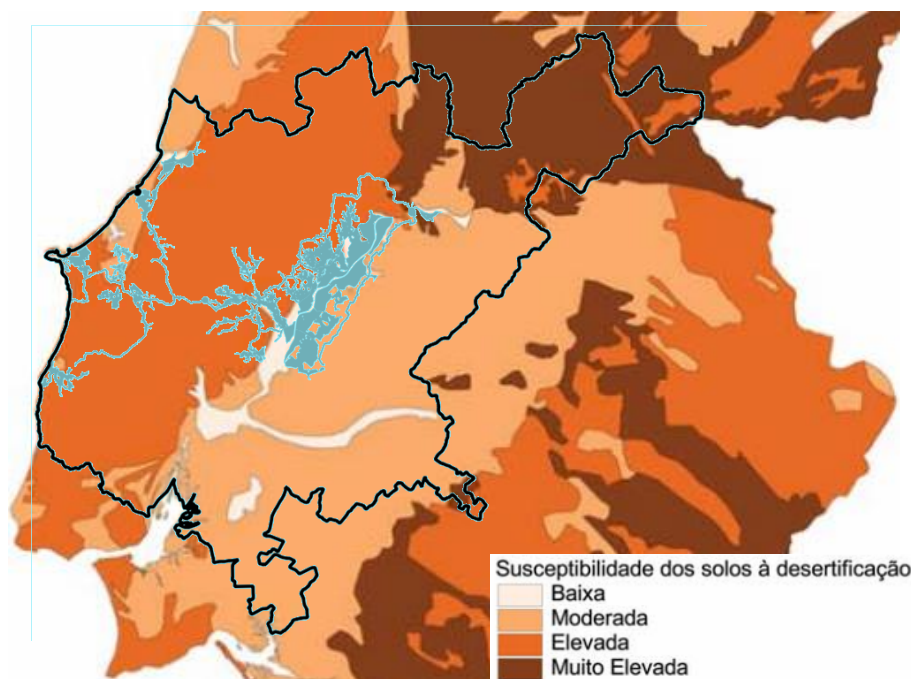 Susceptibilidade dos solos à desertificação
Baixa
Moderada
Elevada
Muito Elevada